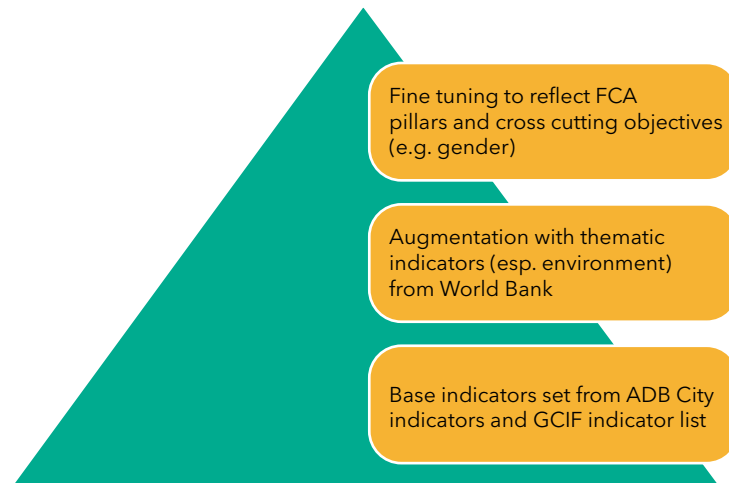 Fine tuning to reflect FCA
pillars and cross cutting objectives
(e.g. gender)
Augmentation with thematic
indicators (esp. environment)
from World Bank
Base indicators set from ADB City
indicators and GCIF indicator list